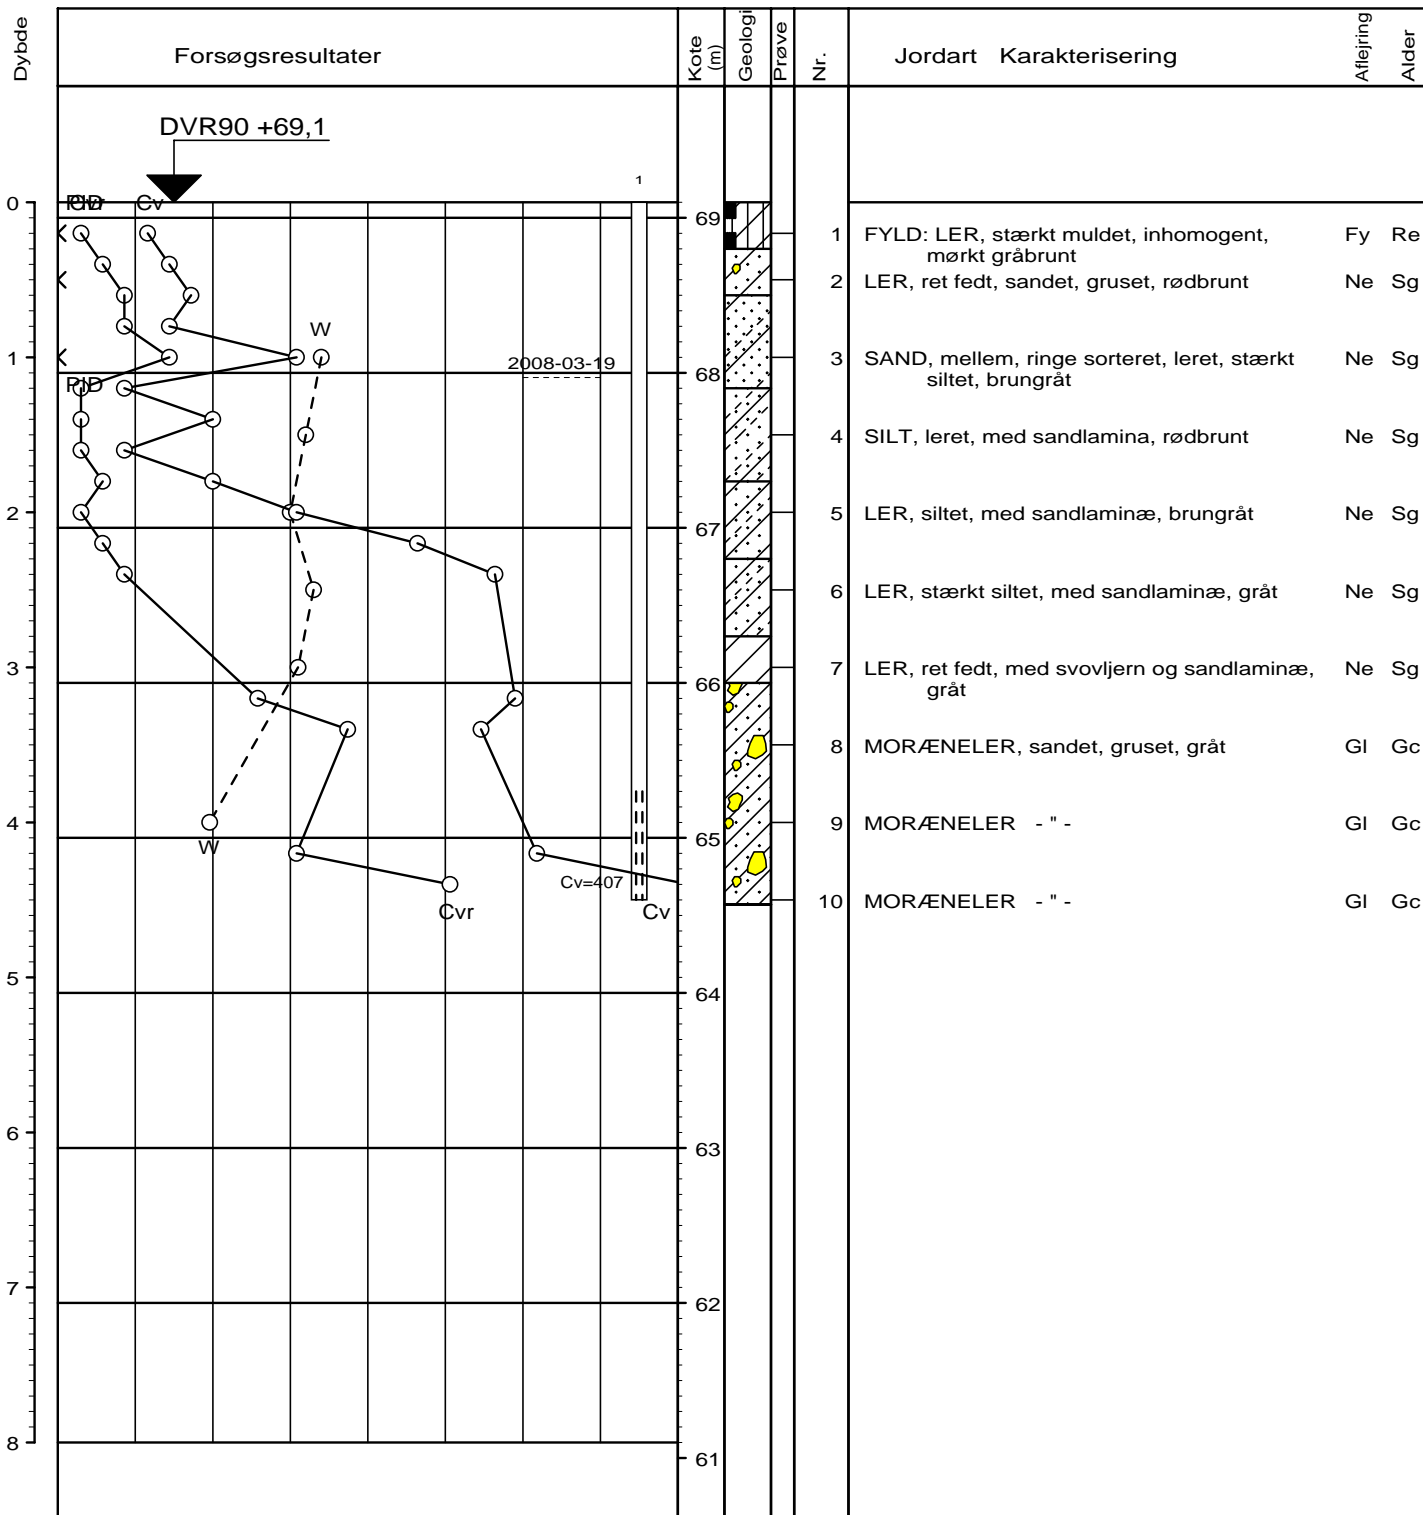 Dybde
Forsøgsresultater
Kote
(m)
Geologi
Prøve
Nr.
Jordart Karakterisering
Aflejring
Alder
DVR90 +69,1
1
0
PID
Cvr
Cv
69
1 FYLD: LER, stærkt muldet, inhomogent, Fy Re
mørkt gråbrunt
2 LER, ret fedt, sandet, gruset, rødbrunt Ne Sg
W
1
2008-03-19
68
3 SAND, mellem, ringe sorteret, leret, stærkt Ne Sg
siltet, brungråt
PID
4 SILT, leret, med sandlamina, rødbrunt Ne Sg
2
67
5 LER, siltet, med sandlaminæ, brungråt Ne Sg
6 LER, stærkt siltet, med sandlaminæ, gråt Ne Sg
3
66
7 LER, ret fedt, med svovljern og sandlaminæ, Ne Sg
gråt
8 MORÆNELER, sandet, gruset, gråt Gl Gc
4
W
65
9 MORÆNELER - " - Gl Gc
Cv=407
Cvr
Cv
10 MORÆNELER - " - Gl Gc
5
64
6
63
7
62
8
61